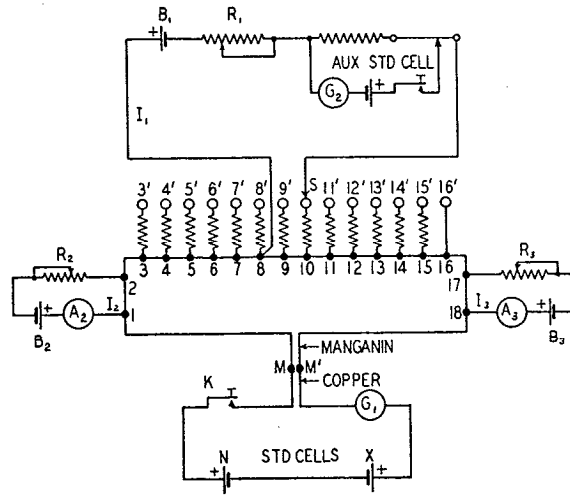 B₁ R₁
+
AUX STD CELL
G₂ +
I₁
3' 4' 5' 6' 7' 8' 9' S 11' 12' 13' 14' 15' 16'
R₂ 3 4 5 6 7 8 9 10 11 12 13 14 15 16 R₃
2 17
+ A₂ I₂ 1 18 I₃ A₃ +
B₂ B₃
MANGANIN
M M'
COPPER
K G₁
N STD CELLS X
+ +